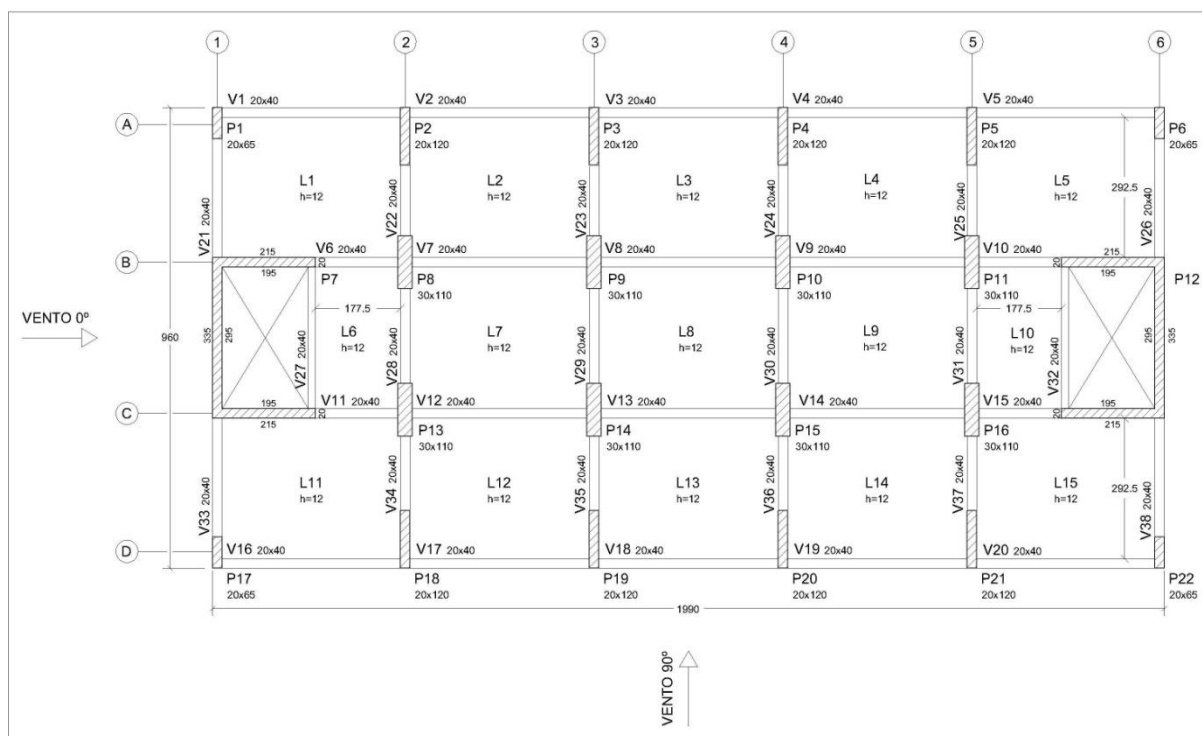 1 2 3 4 5 6
V1 20x40 V2 20x40 V3 20x40 V4 20x40 V5 20x40
A
P1 P2 P3 P4 P5 P6
20x65 20x120 20x120 20x120 20x120 20x65
L1 L2 L3 L4 L5
h=12 h=12 h=12 h=12 h=12
292.5
V21 20x40 V22 20x40 V23 20x40 V24 20x40 V25 20x40 V26 20x40
B
215 V6 20x40 V7 20x40 V8 20x40 V9 20x40 V10 20x40 215
195 20 20 195
P7 P8 P9 P10 P11 P12
30x110 30x110 30x110 30x110
VENTO 0º
960
335 295 177.5 177.5 295 335
L6 L7 L8 L9 L10
h=12 h=12 h=12 h=12 h=12
V27 20x40 V28 20x40 V29 20x40 V30 20x40 V31 20x40 V32 20x40
C
195 20 20 195
215 V11 20x40 V12 20x40 V13 20x40 V14 20x40 V15 20x40 215
P13 P14 P15 P16
30x110 30x110 30x110 30x110
L11 L12 L13 L14 L15
h=12 h=12 h=12 h=12 h=12
292.5
V33 20x40 V34 20x40 V35 20x40 V36 20x40 V37 20x40 V38 20x40
D
V16 20x40 V17 20x40 V18 20x40 V19 20x40 V20 20x40
P17 P18 P19 P20 P21 P22
20x65 20x120 20x120 20x120 20x120 20x65
1990
VENTO 90º